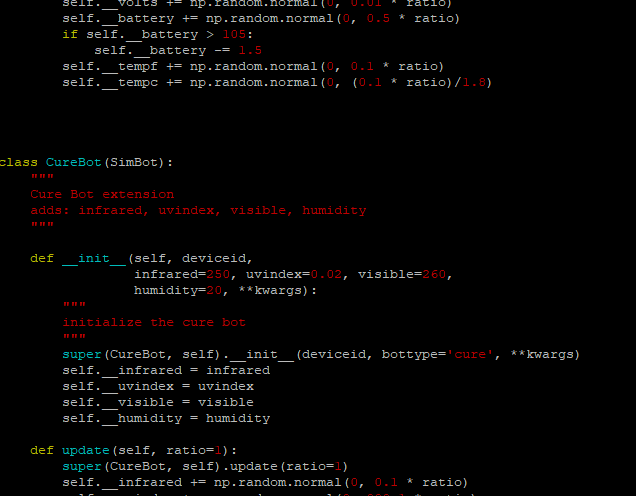 self.__volts += np.random.normal(0, 0.01 * ratio)
self.__battery += np.random.normal(0, 0.5 * ratio)
if self.__battery > 105:
self.__battery -= 1.5
self.__tempf += np.random.normal(0, 0.1 * ratio)
self.__tempc += np.random.normal(0, (0.1 * ratio)/1.8)
class CureBot(SimBot):
"""
Cure Bot extension
adds: infrared, uvindex, visible, humidity
"""
def __init__(self, deviceid,
infrared=250, uvindex=0.02, visible=260,
humidity=20, **kwargs):
"""
initialize the cure bot
"""
super(CureBot, self).__init__(deviceid, bottype='cure', **kwargs)
self.__infrared = infrared
self.__uvindex = uvindex
self.__visible = visible
self.__humidity = humidity
def update(self, ratio=1):
super(CureBot, self).update(ratio=1)
self.__infrared += np.random.normal(0, 0.1 * ratio)